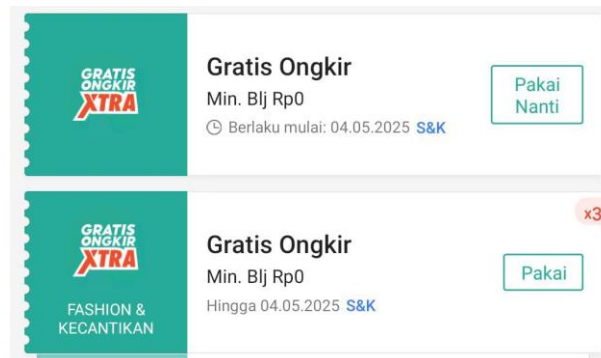 GRATIS
ONGKIR
XTRA
Gratis Ongkir
Min. Blj Rp0
Berlaku mulai: 04.05.2025 S&K
Pakai
Nanti
GRATIS
ONGKIR
XTRA
FASHION &
KECANTIKAN
Gratis Ongkir
Min. Blj Rp0
Hingga 04.05.2025 S&K
x3
Pakai